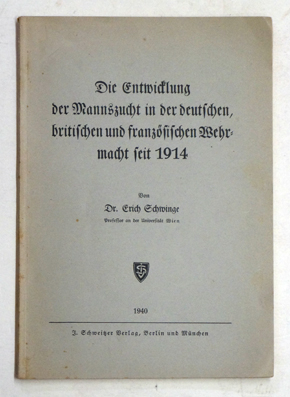 Die Entwicklung
der Mannszucht in der deutschen,
britischen und französischen Wehr-
macht seit 1914
Von
Dr. Erich Schwinge
Professor an der Universität Wien
1940
J. Schweitzer Verlag, Berlin und München